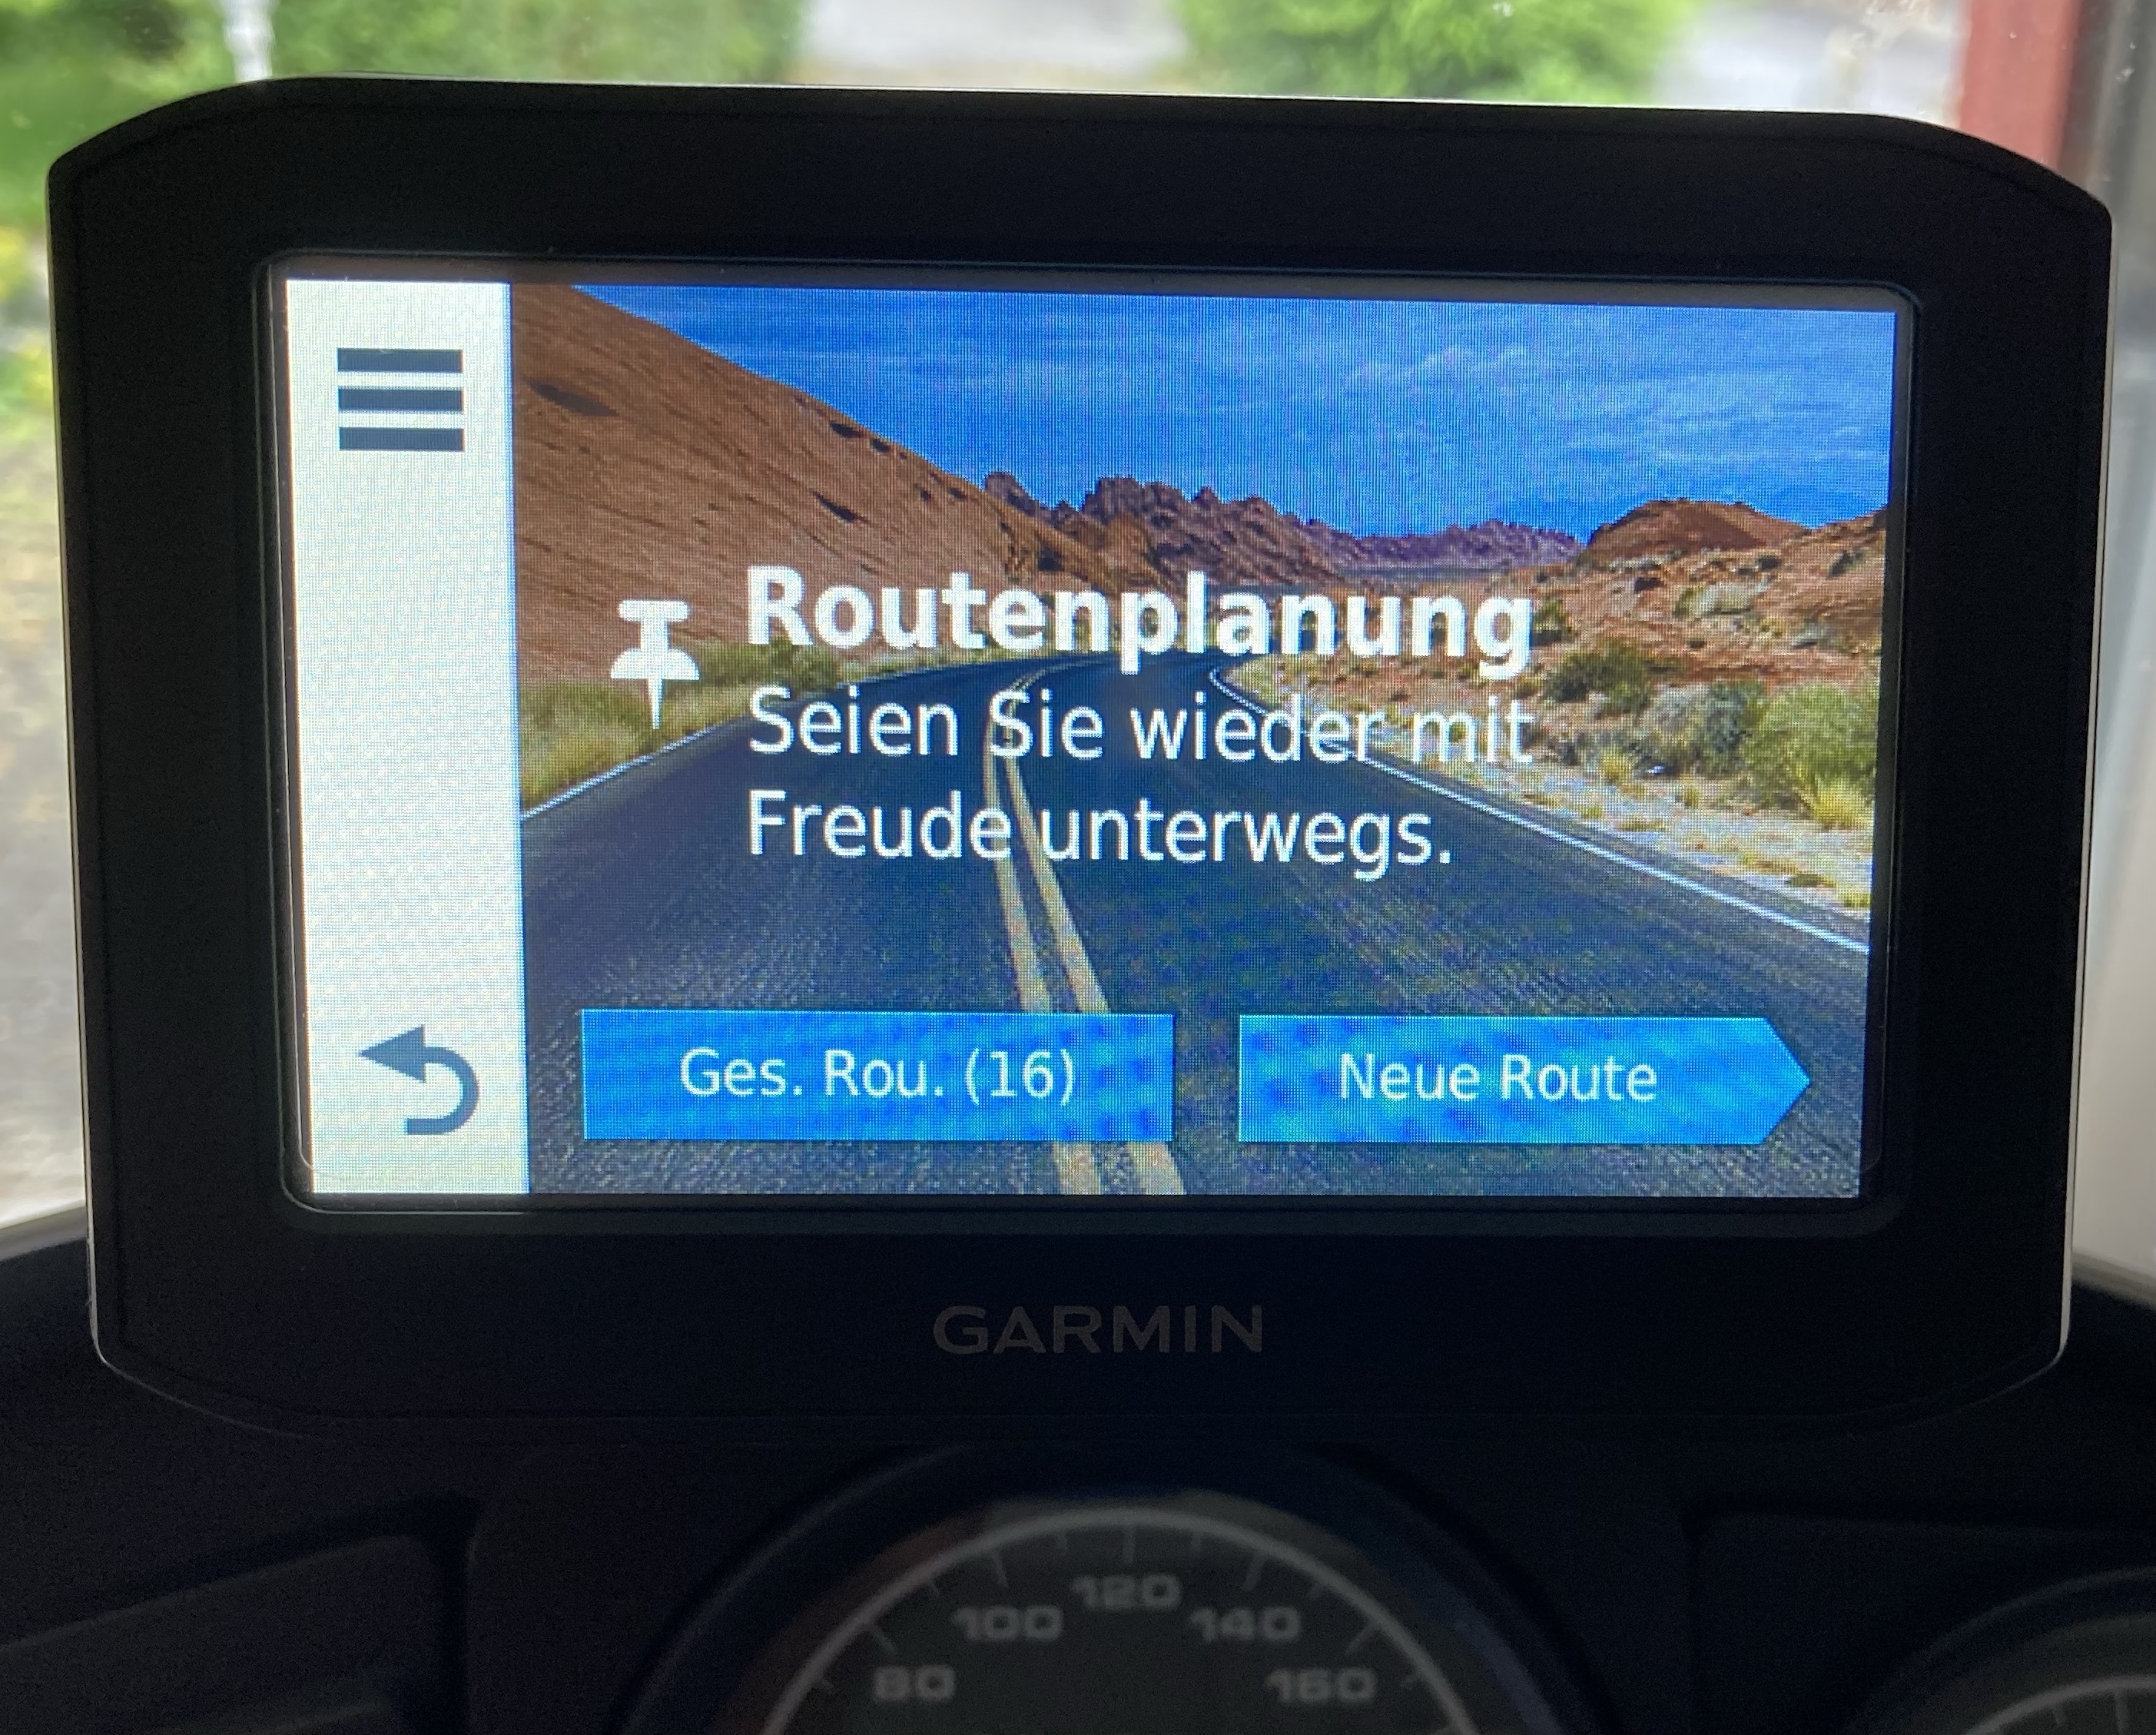 Routenplanung
Seien Sie wieder mit
Freude unterwegs.
Ges. Rou. (16)
Neue Route
GARMIN
80
100
120
140
160